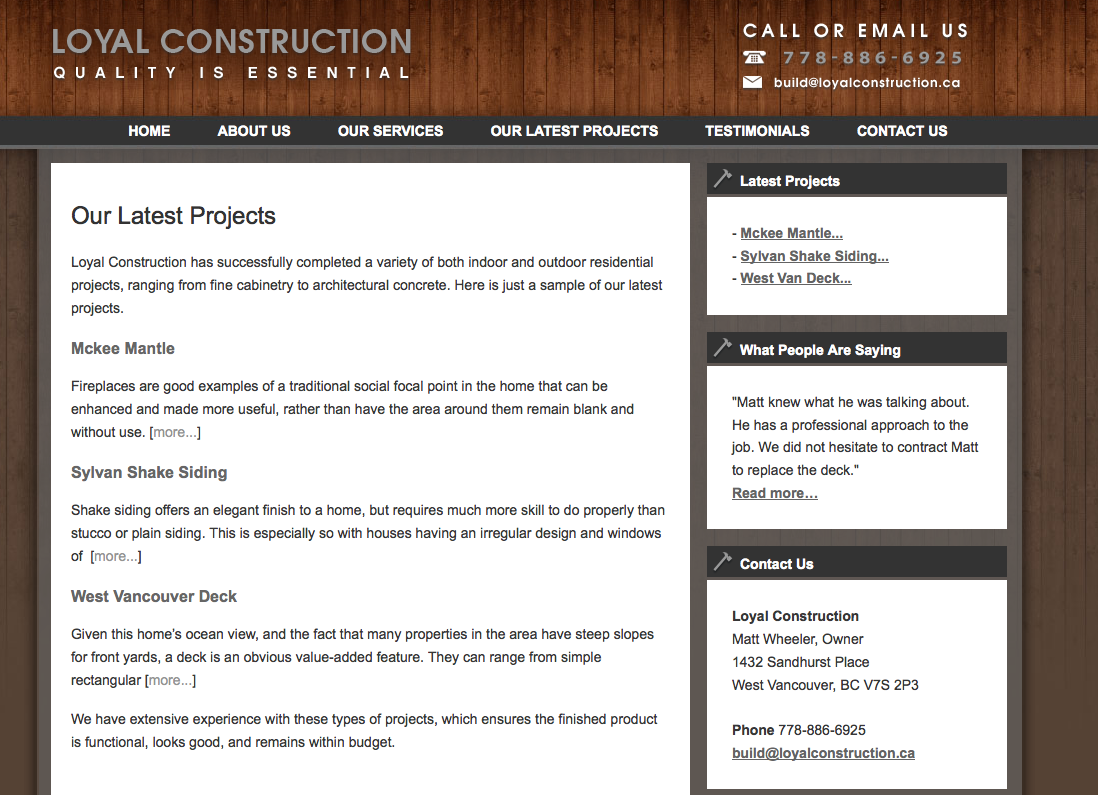 LOYAL CONSTRUCTION
QUALITY IS ESSENTIAL
CALL OR EMAIL US
778-886-6925
build@loyalconstruction.ca
HOME ABOUT US OUR SERVICES OUR LATEST PROJECTS TESTIMONIALS CONTACT US
Our Latest Projects
Loyal Construction has successfully completed a variety of both indoor and outdoor residential
projects, ranging from fine cabinetry to architectural concrete. Here is just a sample of our latest
projects.
Mckee Mantle
Fireplaces are good examples of a traditional social focal point in the home that can be
enhanced and made more useful, rather than have the area around them remain blank and
without use. [more...]
Sylvan Shake Siding
Shake siding offers an elegant finish to a home, but requires much more skill to do properly than
stucco or plain siding. This is especially so with houses having an irregular design and windows
of [more...]
West Vancouver Deck
Given this home's ocean view, and the fact that many properties in the area have steep slopes
for front yards, a deck is an obvious value-added feature. They can range from simple
rectangular [more...]
We have extensive experience with these types of projects, which ensures the finished product
is functional, looks good, and remains within budget.
Latest Projects
- Mckee Mantle...
- Sylvan Shake Siding...
- West Van Deck...
What People Are Saying
"Matt knew what he was talking about.
He has a professional approach to the
job. We did not hesitate to contract Matt
to replace the deck."
Read more…
Contact Us
Loyal Construction
Matt Wheeler, Owner
1432 Sandhurst Place
West Vancouver, BC V7S 2P3
Phone 778-886-6925
build@loyalconstruction.ca